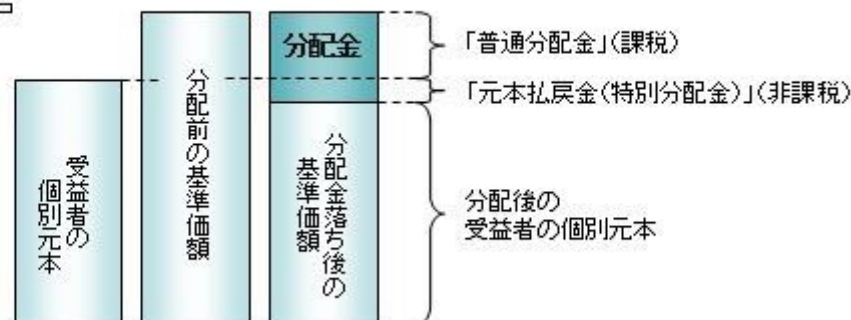 分配金
「普通分配金」(課税)
「元本払戻金(特別分配金)」(非課税)
受益者の
個別元本
分配前の基準価額
分配金落ち後の
基準価額
分配後の
受益者の個別元本